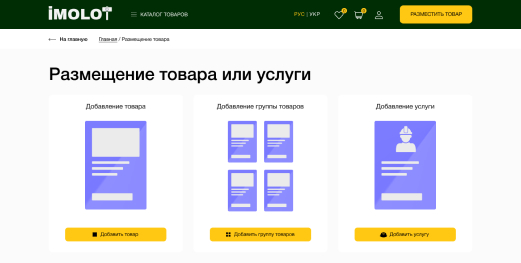 iMOLOT
КАТАЛОГ ТОВАРОВ
РУС | УКР
0
0
РАЗМЕСТИТЬ ТОВАР
На главную
Главная / Размещение товара
Размещение товара или услуги
Добавление товара
Добавление группы товаров
Добавление услуги
Добавить товар
Добавить группу товаров
Добавить услугу